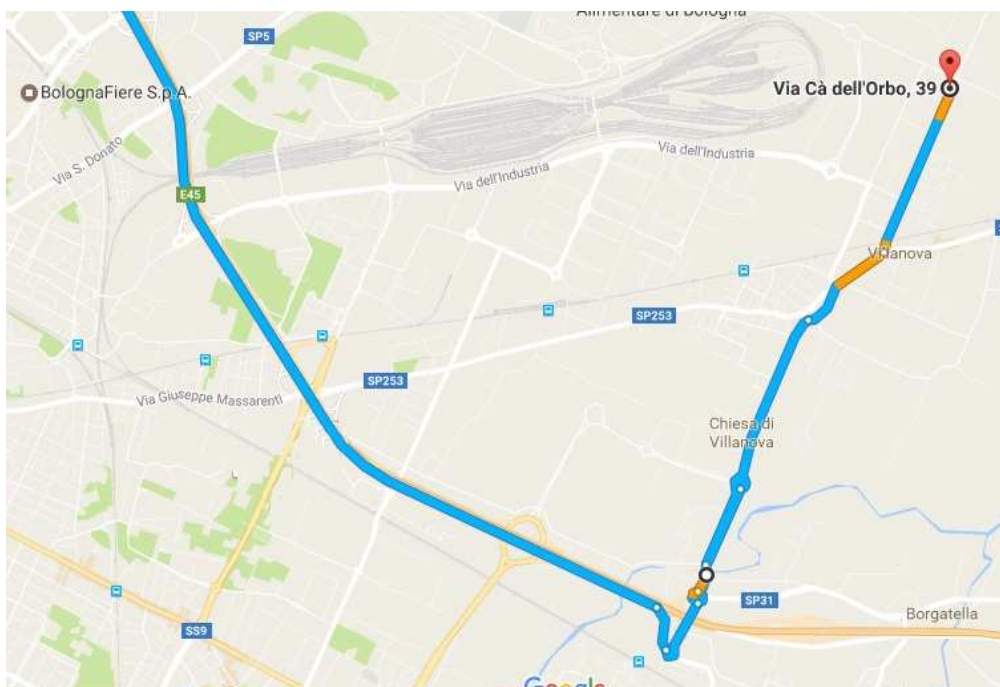 Alimentare di Bologna
SP5
BolognaFiere S.p.A.
Via Cà dell'Orbo, 39
Via S. Donato
Via dell'Industria
Via dell'Industria
E45
Villanova
SP253
SP253
Via Giuseppe Massarenti
Chiesa di
Villanova
SP31
Borgatella
SS9
Google